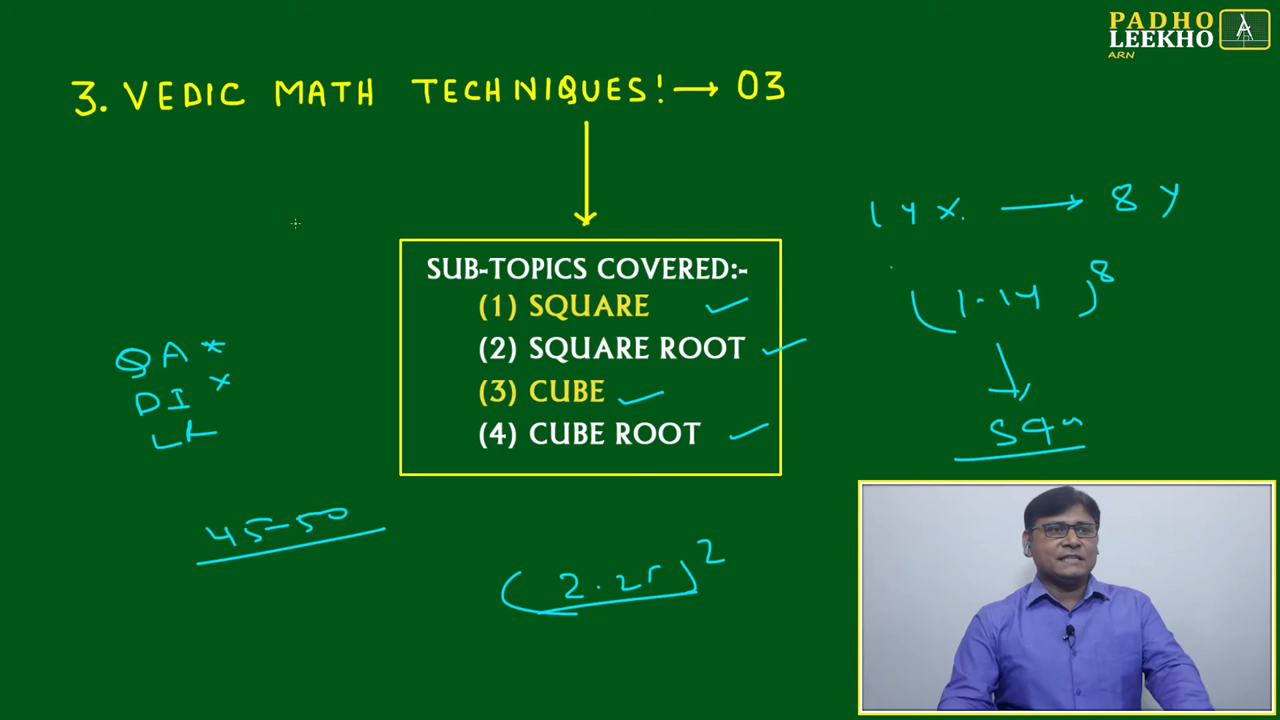 PADHO
LEEKHO
ARN
3. VEDIC MATH TECHNIQUES! → 03
SUB-TOPICS COVERED:-
(1) SQUARE
(2) SQUARE ROOT
(3) CUBE
(4) CUBE ROOT
→ 8 Y
(1.14)^8
QA*
DI*
LR
45-50
(2.25)^2